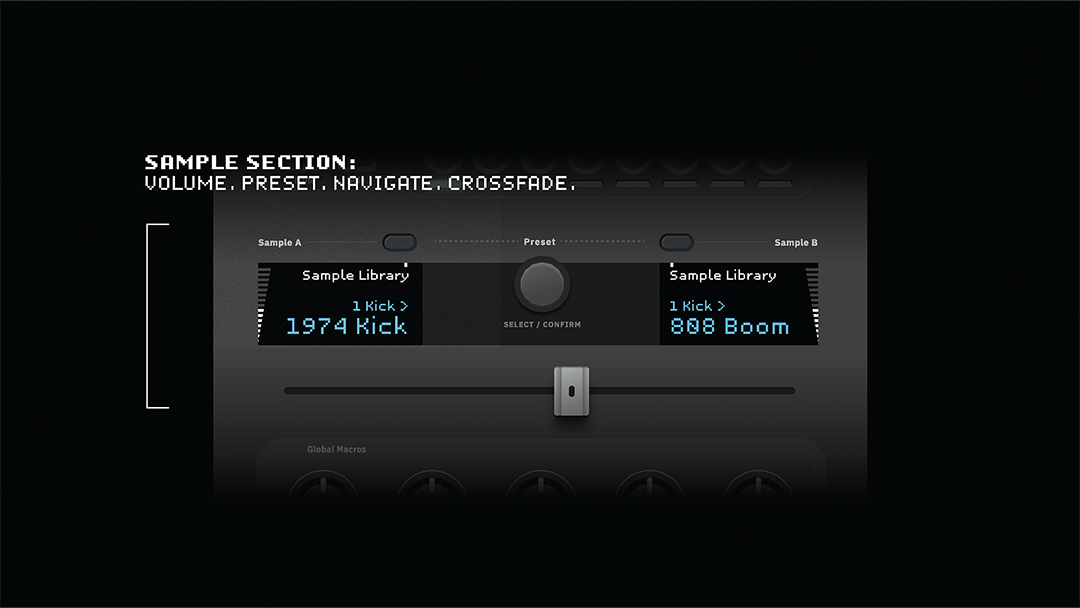 SAMPLE SECTION:
VOLUME. PRESET. NAVIGATE. CROSSFADE.
Sample A
Preset
Sample B
Sample Library
1 Kick >
1974 Kick
SELECT / CONFIRM
Sample Library
1 Kick >
808 Boom
Global Macros